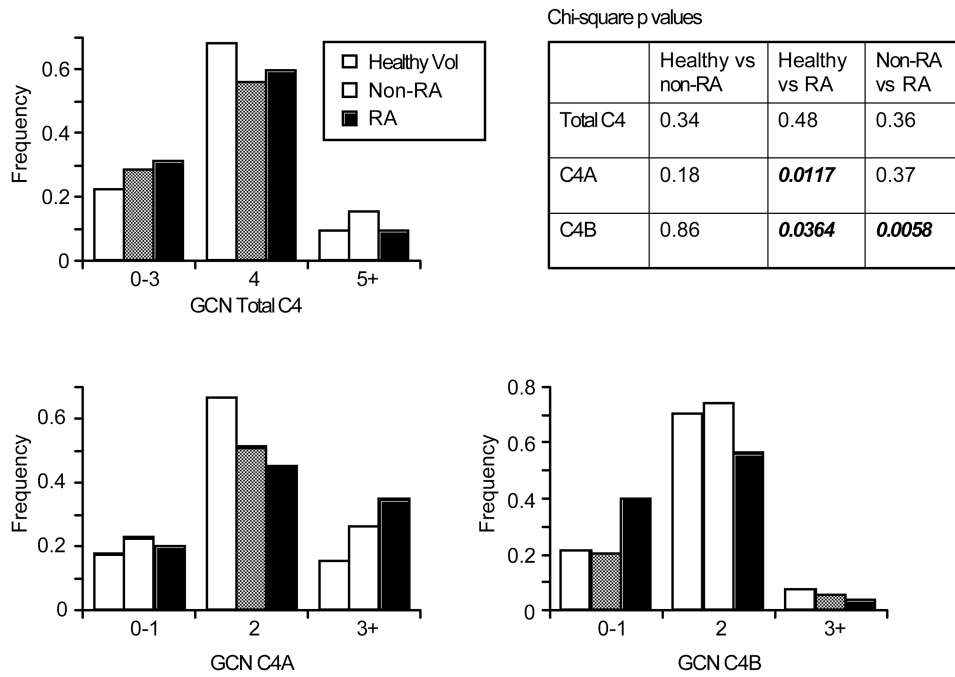 Chi-square p values
Healthy vs non-RA
Healthy vs RA
Non-RA vs RA
Total C4 0.34 0.48 0.36
C4A 0.18 0.0117 0.37
C4B 0.86 0.0364 0.0058
Healthy Vol
Non-RA
RA
Frequency
0.6
0.4
0.2
0
0-3 4 5+
GCN Total C4
Frequency
0.6
0.4
0.2
0
0-1 2 3+
GCN C4A
Frequency
0.8
0.6
0.4
0.2
0
0-1 2 3+
GCN C4B